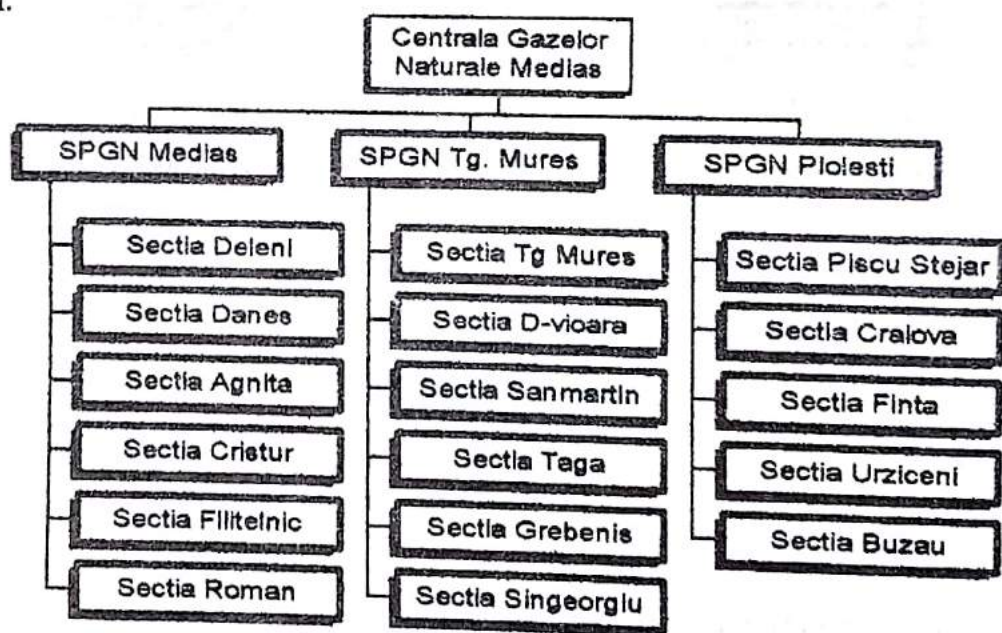 Centrala Gazelor
Naturale Medias
SPGN Medias
Sectia Deleni
Sectia Danes
Sectia Agnita
Sectia Cristur
Sectia Filitelnic
Sectia Roman
SPGN Tg. Mures
Sectia Tg Mures
Sectia D-vioara
Sectia Sanmartin
Sectia Taga
Sectia Grebenis
Sectia Singeorgiu
SPGN Ploiesti
Sectia Piscu Stejar
Sectia Craiova
Sectia Finta
Sectia Urziceni
Sectia Buzau